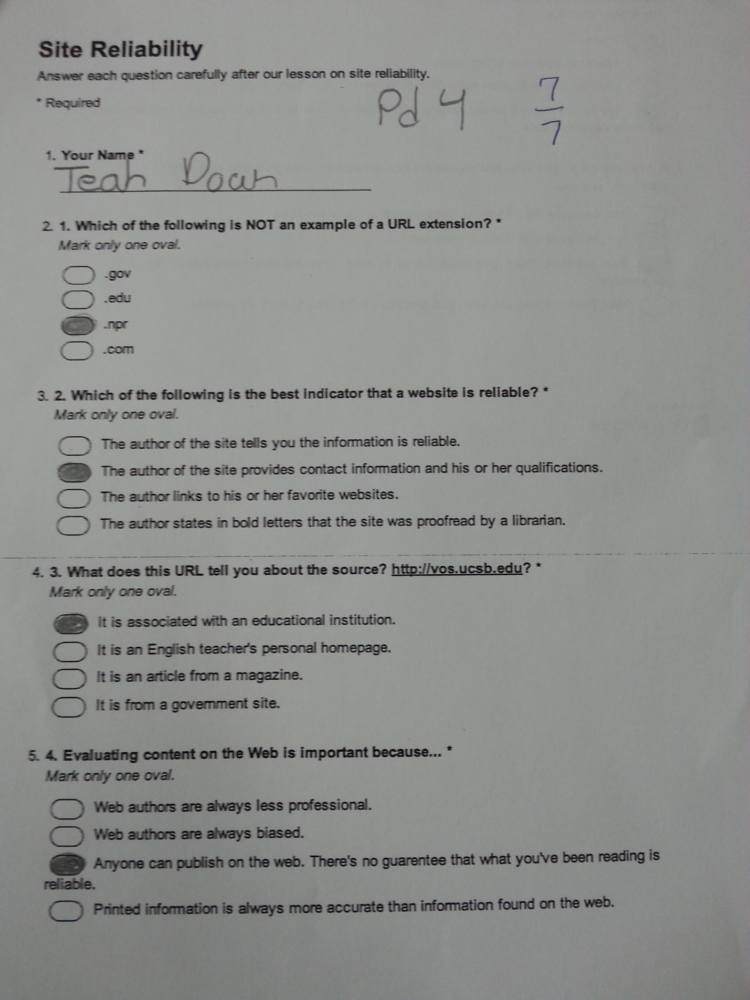 Site Reliability
Answer each question carefully after our lesson on site reliability.
* Required
Pd 4
7
7
1. Your Name *
Teah Doan
2. 1. Which of the following is NOT an example of a URL extension? *
Mark only one oval.
.gov
.edu
.npr
.com
3. 2. Which of the following is the best indicator that a website is reliable? *
Mark only one oval.
The author of the site tells you the information is reliable.
The author of the site provides contact information and his or her qualifications.
The author links to his or her favorite websites.
The author states in bold letters that the site was proofread by a librarian.
4. 3. What does this URL tell you about the source? http://vos.ucsb.edu? *
Mark only one oval.
It is associated with an educational institution.
It is an English teacher's personal homepage.
It is an article from a magazine.
It is from a government site.
5. 4. Evaluating content on the Web is important because... *
Mark only one oval.
Web authors are always less professional.
Web authors are always biased.
Anyone can publish on the web. There's no guarentee that what you've been reading is
reliable.
Printed information is always more accurate than information found on the web.